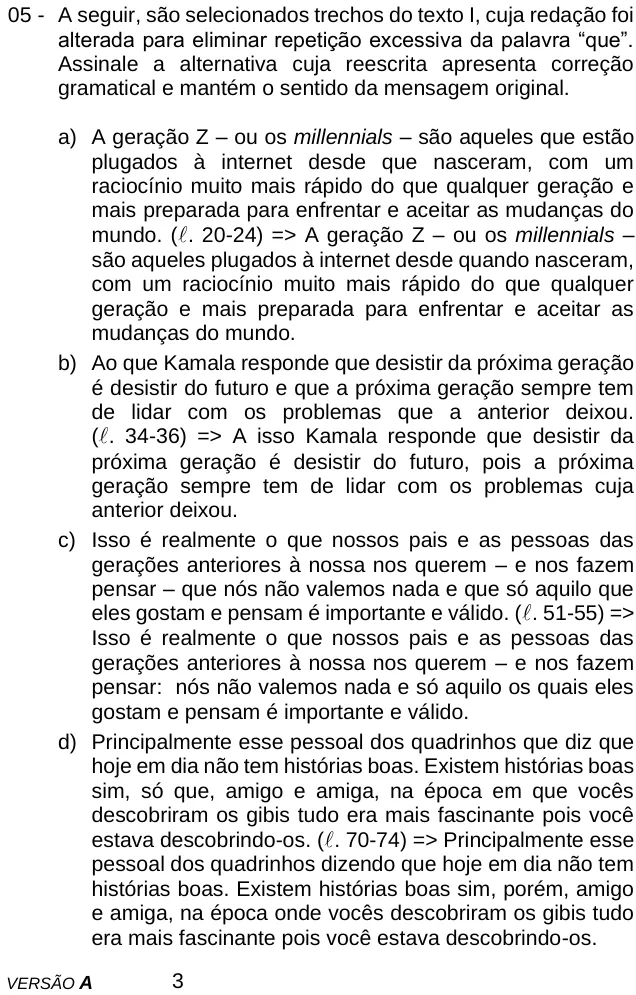 05 - A seguir, são selecionados trechos do texto I, cuja redação foi
alterada para eliminar repetição excessiva da palavra “que”.
Assinale a alternativa cuja reescrita apresenta correção
gramatical e mantém o sentido da mensagem original.
a) A geração Z – ou os millennials – são aqueles que estão
plugados à internet desde que nasceram, com um
raciocínio muito mais rápido do que qualquer geração e
mais preparada para enfrentar e aceitar as mudanças do
mundo. (ℓ. 20-24) => A geração Z – ou os millennials –
são aqueles plugados à internet desde quando nasceram,
com um raciocínio muito mais rápido do que qualquer
geração e mais preparada para enfrentar e aceitar as
mudanças do mundo.
b) Ao que Kamala responde que desistir da próxima geração
é desistir do futuro e que a próxima geração sempre tem
de lidar com os problemas que a anterior deixou.
(ℓ. 34-36) => A isso Kamala responde que desistir da
próxima geração é desistir do futuro, pois a próxima
geração sempre tem de lidar com os problemas cuja
anterior deixou.
c) Isso é realmente o que nossos pais e as pessoas das
gerações anteriores à nossa nos querem – e nos fazem
pensar – que nós não valemos nada e que só aquilo que
eles gostam e pensam é importante e válido. (ℓ. 51-55) =>
Isso é realmente o que nossos pais e as pessoas das
gerações anteriores à nossa nos querem – e nos fazem
pensar: nós não valemos nada e só aquilo os quais eles
gostam e pensam é importante e válido.
d) Principalmente esse pessoal dos quadrinhos que diz que
hoje em dia não tem histórias boas. Existem histórias boas
sim, só que, amigo e amiga, na época em que vocês
descobriram os gibis tudo era mais fascinante pois você
estava descobrindo-os. (ℓ. 70-74) => Principalmente esse
pessoal dos quadrinhos dizendo que hoje em dia não tem
histórias boas. Existem histórias boas sim, porém, amigo
e amiga, na época onde vocês descobriram os gibis tudo
era mais fascinante pois você estava descobrindo-os.
VERSÃO A 3